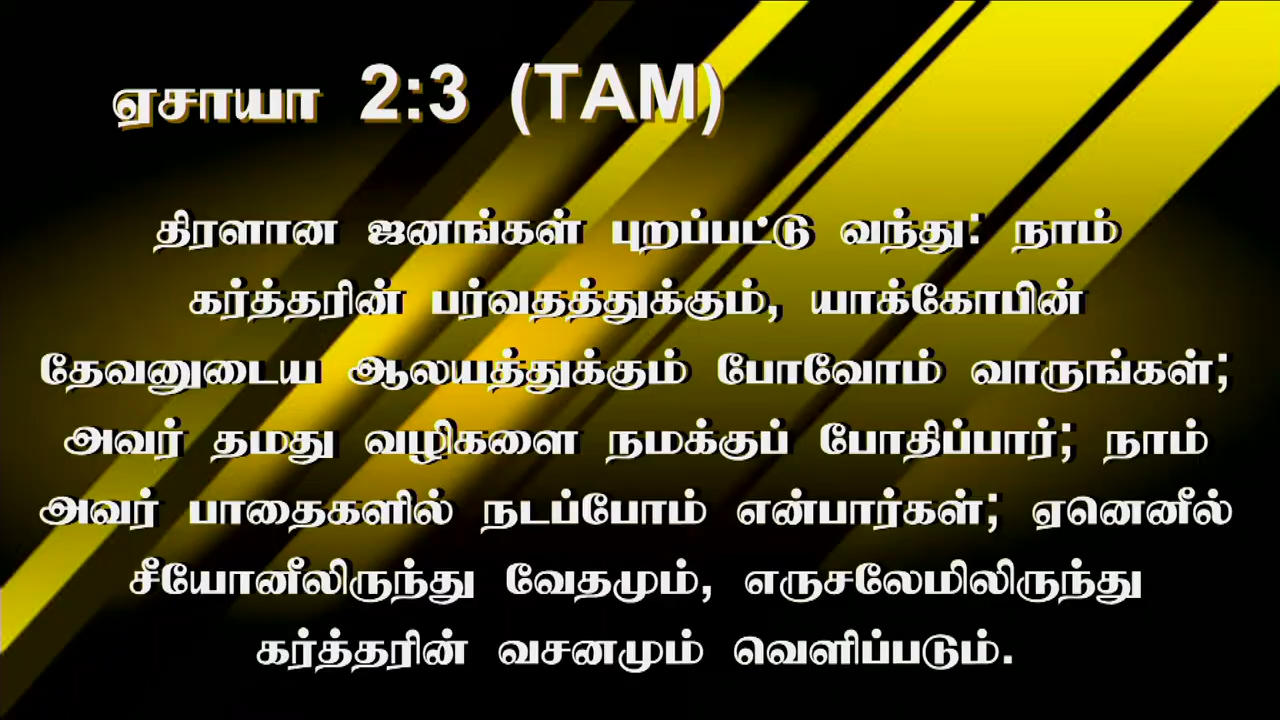 ஏசாயா 2:3 (TAM)
திரளான ஜனங்கள் புறப்பட்டு வந்து: நாம்
கர்த்தரின் பர்வதத்துக்கும், யாக்கோபின்
தேவனுடைய ஆலயத்துக்கும் போவோம் வாருங்கள்;
அவர் தமது வழிகளை நமக்குப் போதிப்பார்; நாம்
அவர் பாதைகளில் நடப்போம் என்பார்கள்; ஏனெனீல்
சீயோனீலிருந்து வேதமும், எருசலேமிலிருந்து
கர்த்தரின் வசனமும் வெளிப்படும்.